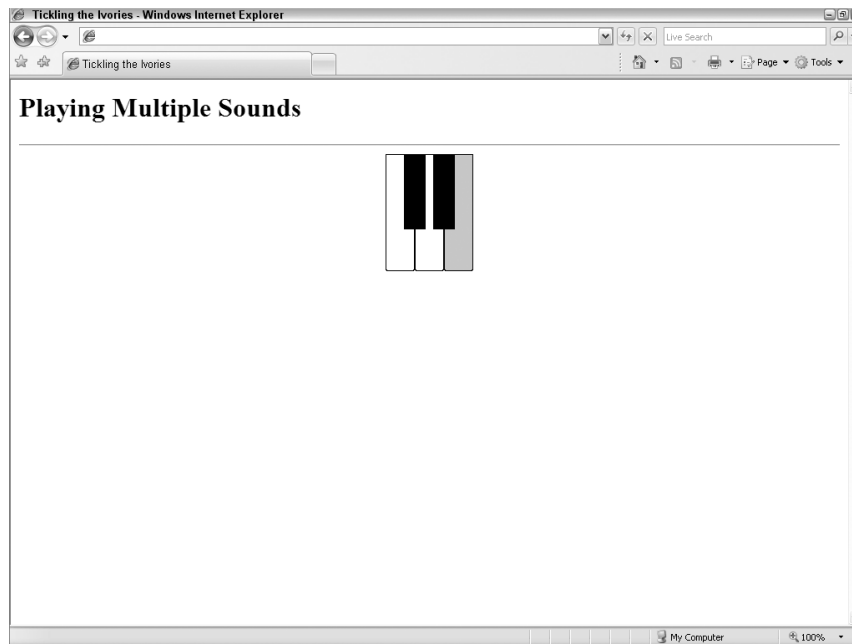 Tickling the Ivories - Windows Internet Explorer
Live Search
Tickling the Ivories
Page
Tools
Playing Multiple Sounds
My Computer
100%